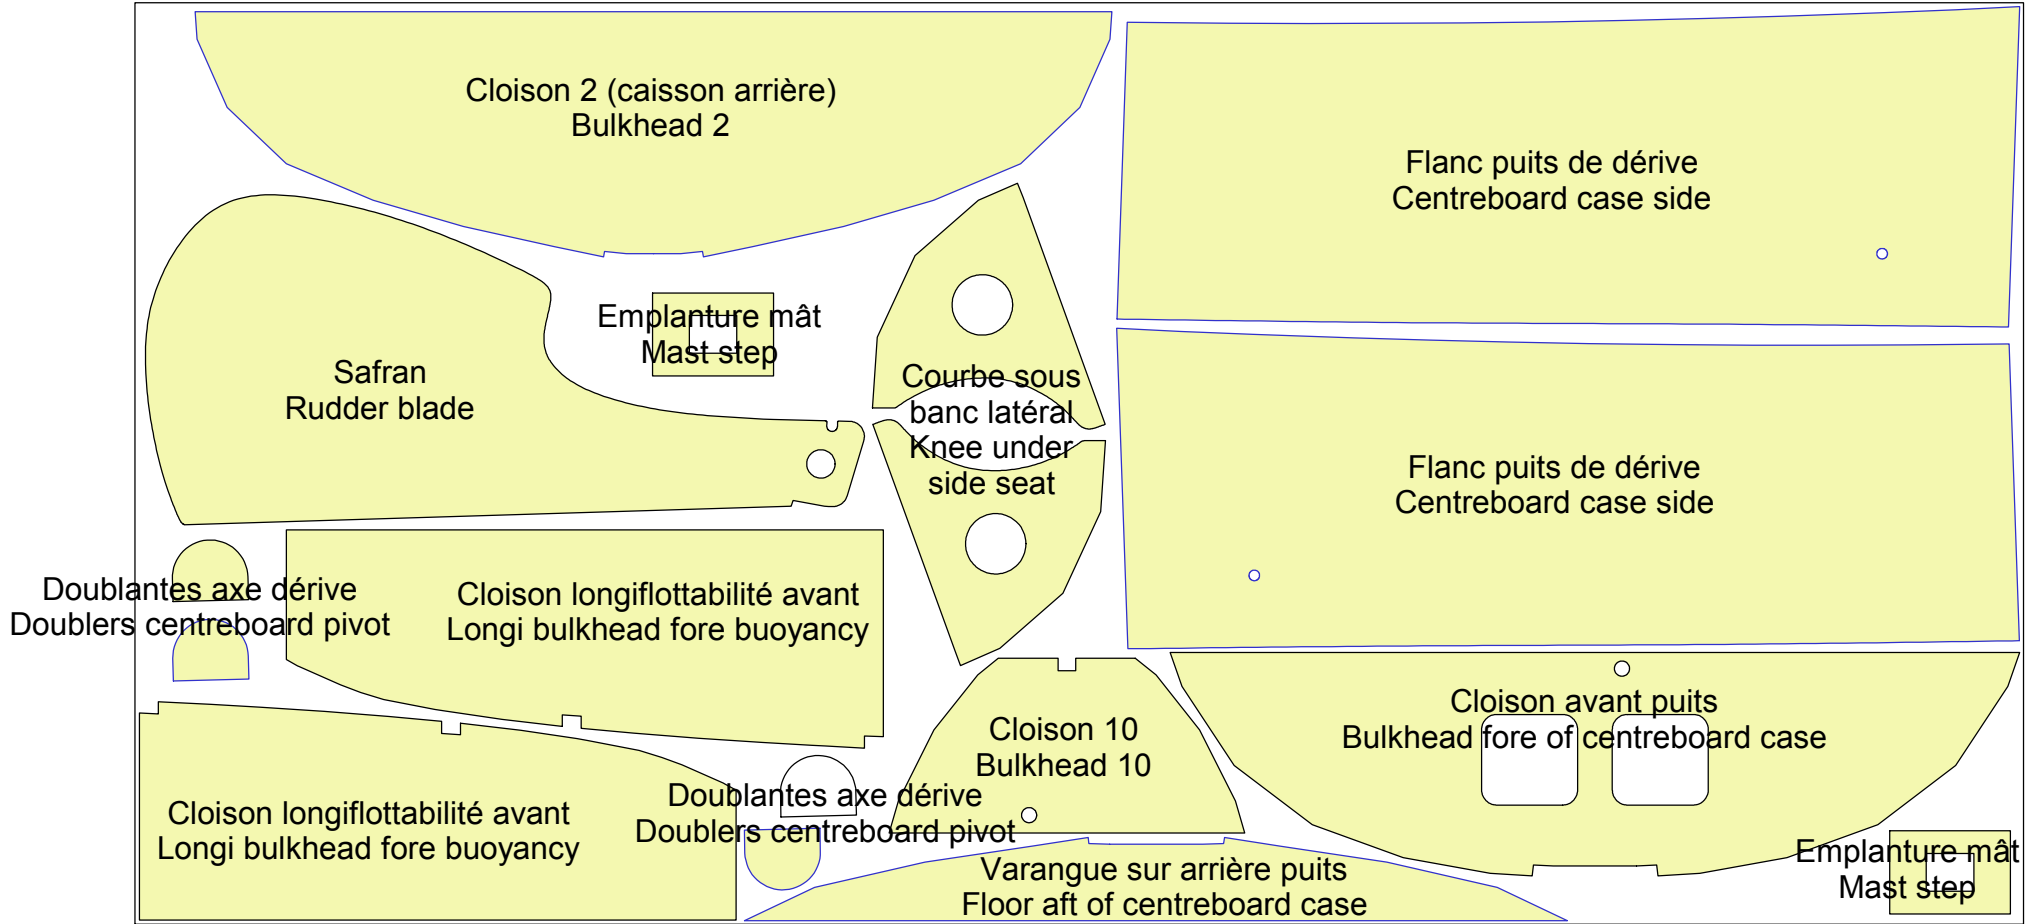 Cloison 2 (caisson arrière)
Bulkhead 2
Flanc puits de dérive
Centreboard case side
Emplanture mât
Mast step
Safran
Rudder blade
Courbe sous
banc latéral
Knee under
side seat
Flanc puits de dérive
Centreboard case side
Doublantes axe dérive
Doublers centreboard pivot
Cloison longiflottabilité avant
Longi bulkhead fore buoyancy
Cloison 10
Bulkhead 10
Cloison avant puits
Bulkhead fore of centreboard case
Cloison longiflottabilité avant
Longi bulkhead fore buoyancy
Doublantes axe dérive
Doublers centreboard pivot
Varangue sur arrière puits
Floor aft of centreboard case
Emplanture mât
Mast step